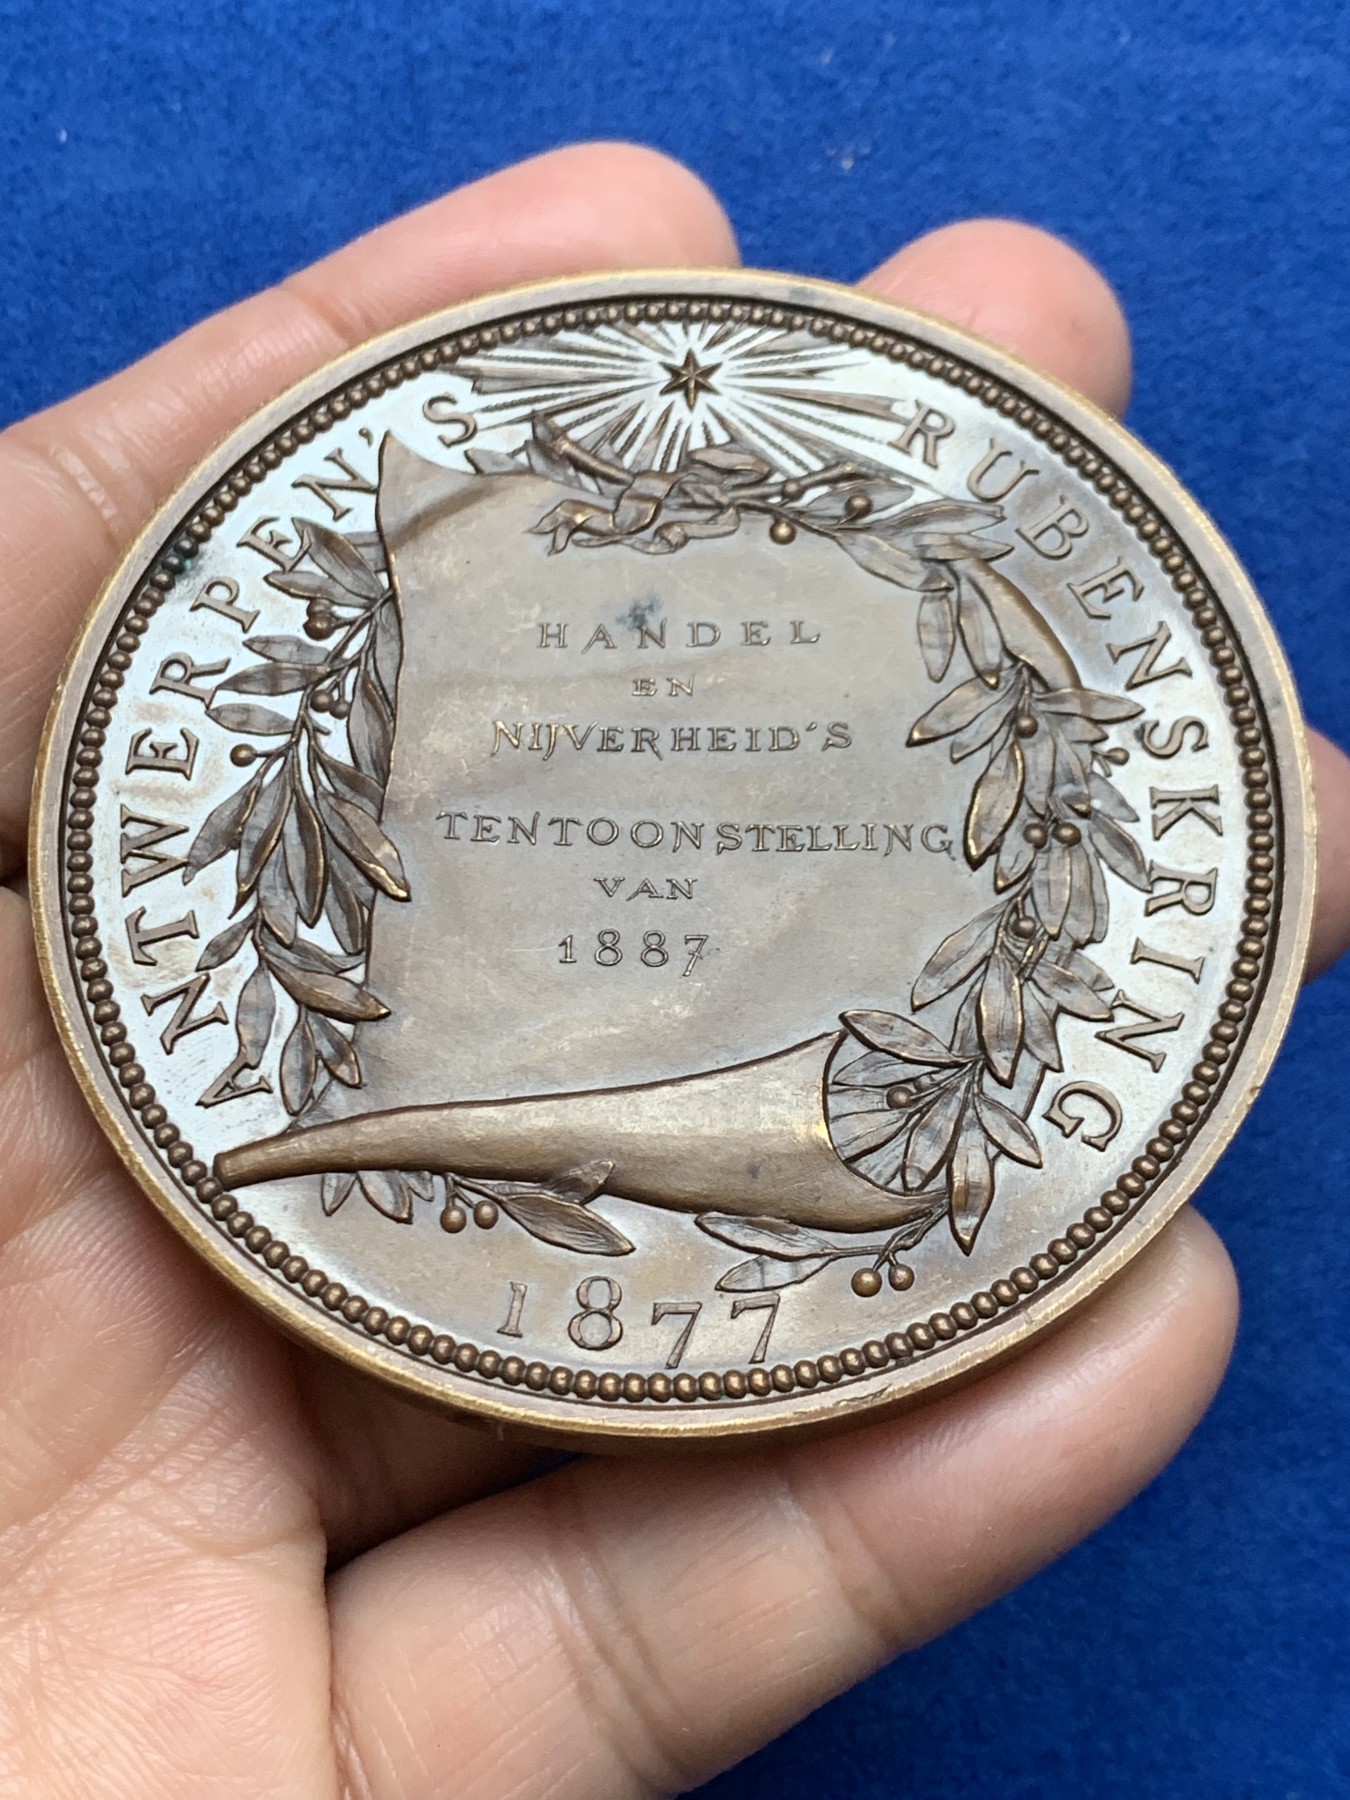 ANTWERPEN'S RUBENSKRING
HANDEL
EN
NIJVERHEID'S
TENTOONSTELLING
VAN
1887
1877